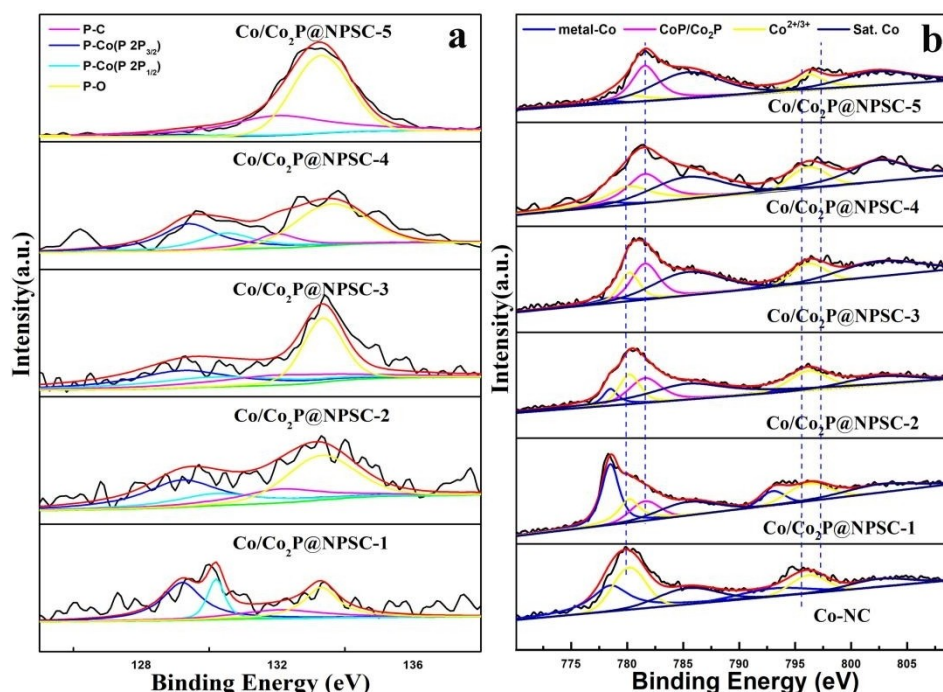 a
P-C
P-Co(P 2P₃/₂)
P-Co(P 2P₁/₂)
P-O
Co/Co₂P@NPSC-5
Co/Co₂P@NPSC-4
Co/Co₂P@NPSC-3
Co/Co₂P@NPSC-2
Co/Co₂P@NPSC-1
Intensity(a.u.)
128 132 136
Binding Energy (eV)
b
metal-Co CoP/Co₂P Co²⁺/³⁺ Sat. Co
Co/Co₂P@NPSC-5
Co/Co₂P@NPSC-4
Co/Co₂P@NPSC-3
Co/Co₂P@NPSC-2
Co/Co₂P@NPSC-1
Co-NC
Intensity(a.u.)
775 780 785 790 795 800 805
Binding Energy (eV)